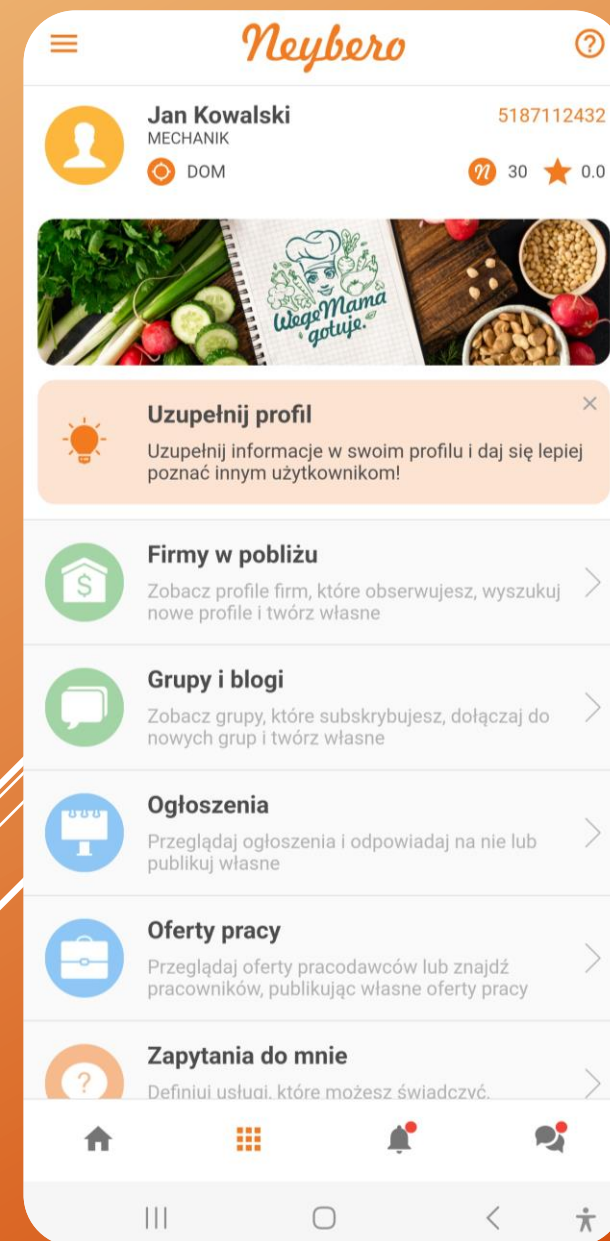 Neybero
Jan Kowalski
5187112432
MECHANIK
DOM
30
0.0
WegeMama
gotuje.
Uzupełnij profil
Uzupełnij informacje w swoim profilu i daj się lepiej
poznać innym użytkownikom!
Firmy w pobliżu
Zobacz profile firm, które obserwujesz, wyszukuj
nowe profile i twórz własne
Grupy i blogi
Zobacz grupy, które subskrybujesz, dołączaj do
nowych grup i twórz własne
Ogłoszenia
Przeglądaj ogłoszenia i odpowiadaj na nie lub
publikuj własne
Oferty pracy
Przeglądaj oferty pracodawców lub znajdź
pracowników, publikując własne oferty pracy
Zapytania do mnie
Definiuj usługi, które możesz świadczyć,